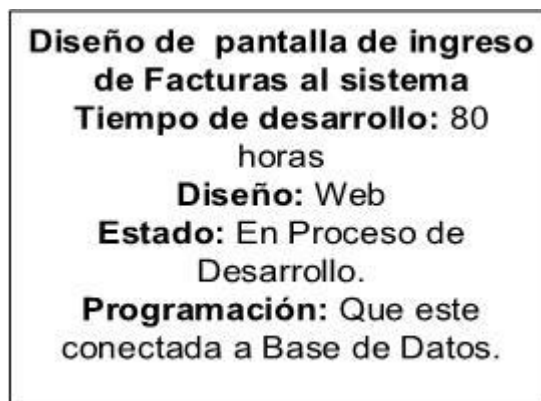 Diseño de pantalla de ingreso
de Facturas al sistema
Tiempo de desarrollo: 80
horas
Diseño: Web
Estado: En Proceso de
Desarrollo.
Programación: Que este
conectada a Base de Datos.